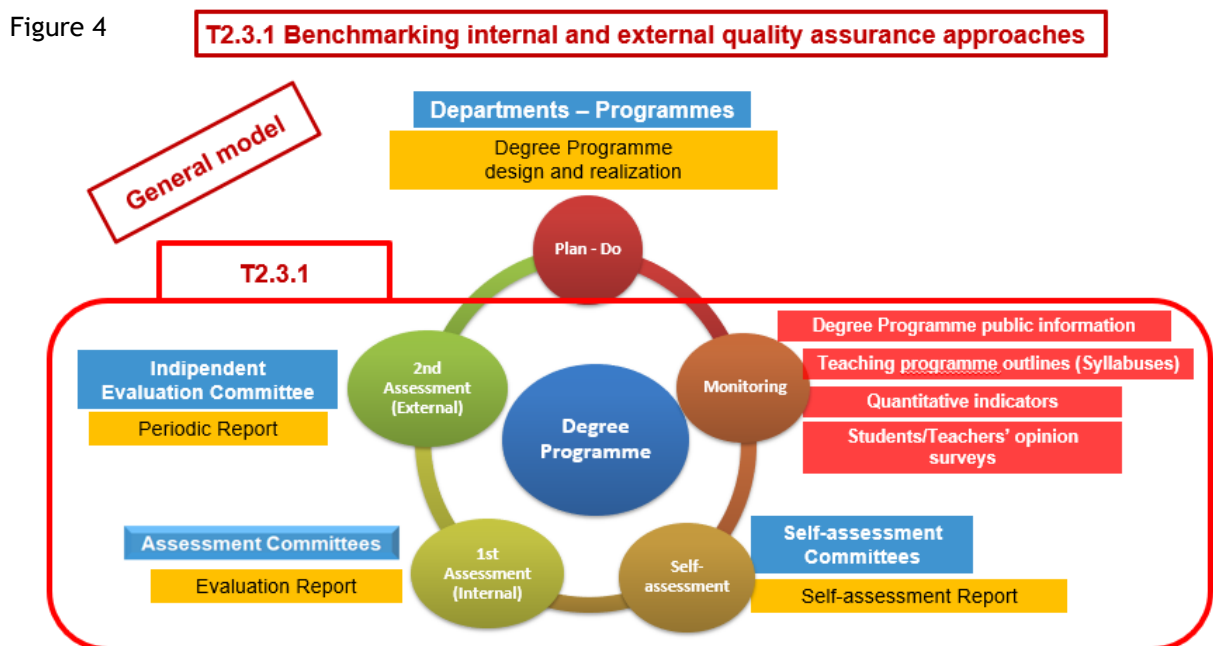 Figure 4
T2.3.1 Benchmarking internal and external quality assurance approaches
General model
Departments – Programmes
Degree Programme
design and realization
Plan - Do
T2.3.1
Degree Programme public information
Teaching programme outlines (Syllabuses)
Quantitative indicators
Students/Teachers’ opinion
surveys
Monitoring
Indipendent
Evaluation Committee
Periodic Report
2nd
Assessment
(External)
Degree
Programme
Assessment Committees
Evaluation Report
1st
Assessment
(Internal)
Self-
assessment
Self-assessment
Committees
Self-assessment Report